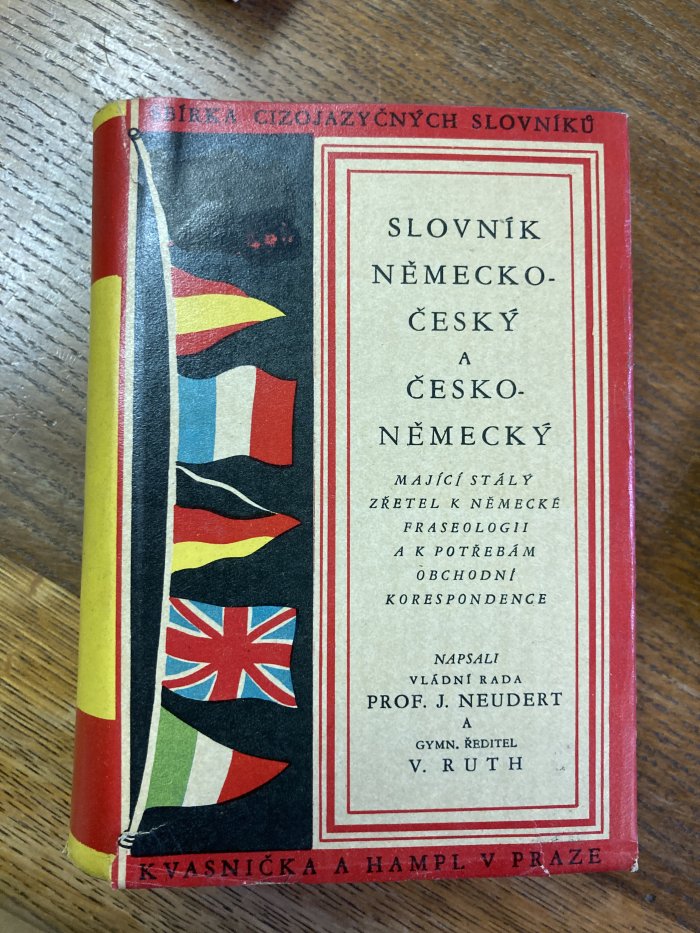 SBÍRKA CIZOJAZYČNÝCH SLOVNÍKŮ
SLOVNÍK
NĚMECKO-
ČESKÝ
A
ČESKO-
NĚMECKÝ
MAJÍCÍ STÁLÝ
ZŘETEL K NĚMECKÉ
FRASEOLOGII
A K POTŘEBÁM
OBCHODNÍ
KORESPONDENCE
NAPSALI
VLÁDNÍ RADA
PROF. J. NEUDERT
A
GYMN. ŘEDITEL
V. RUTH
KVASNIČKA A HAMPL V PRAZE